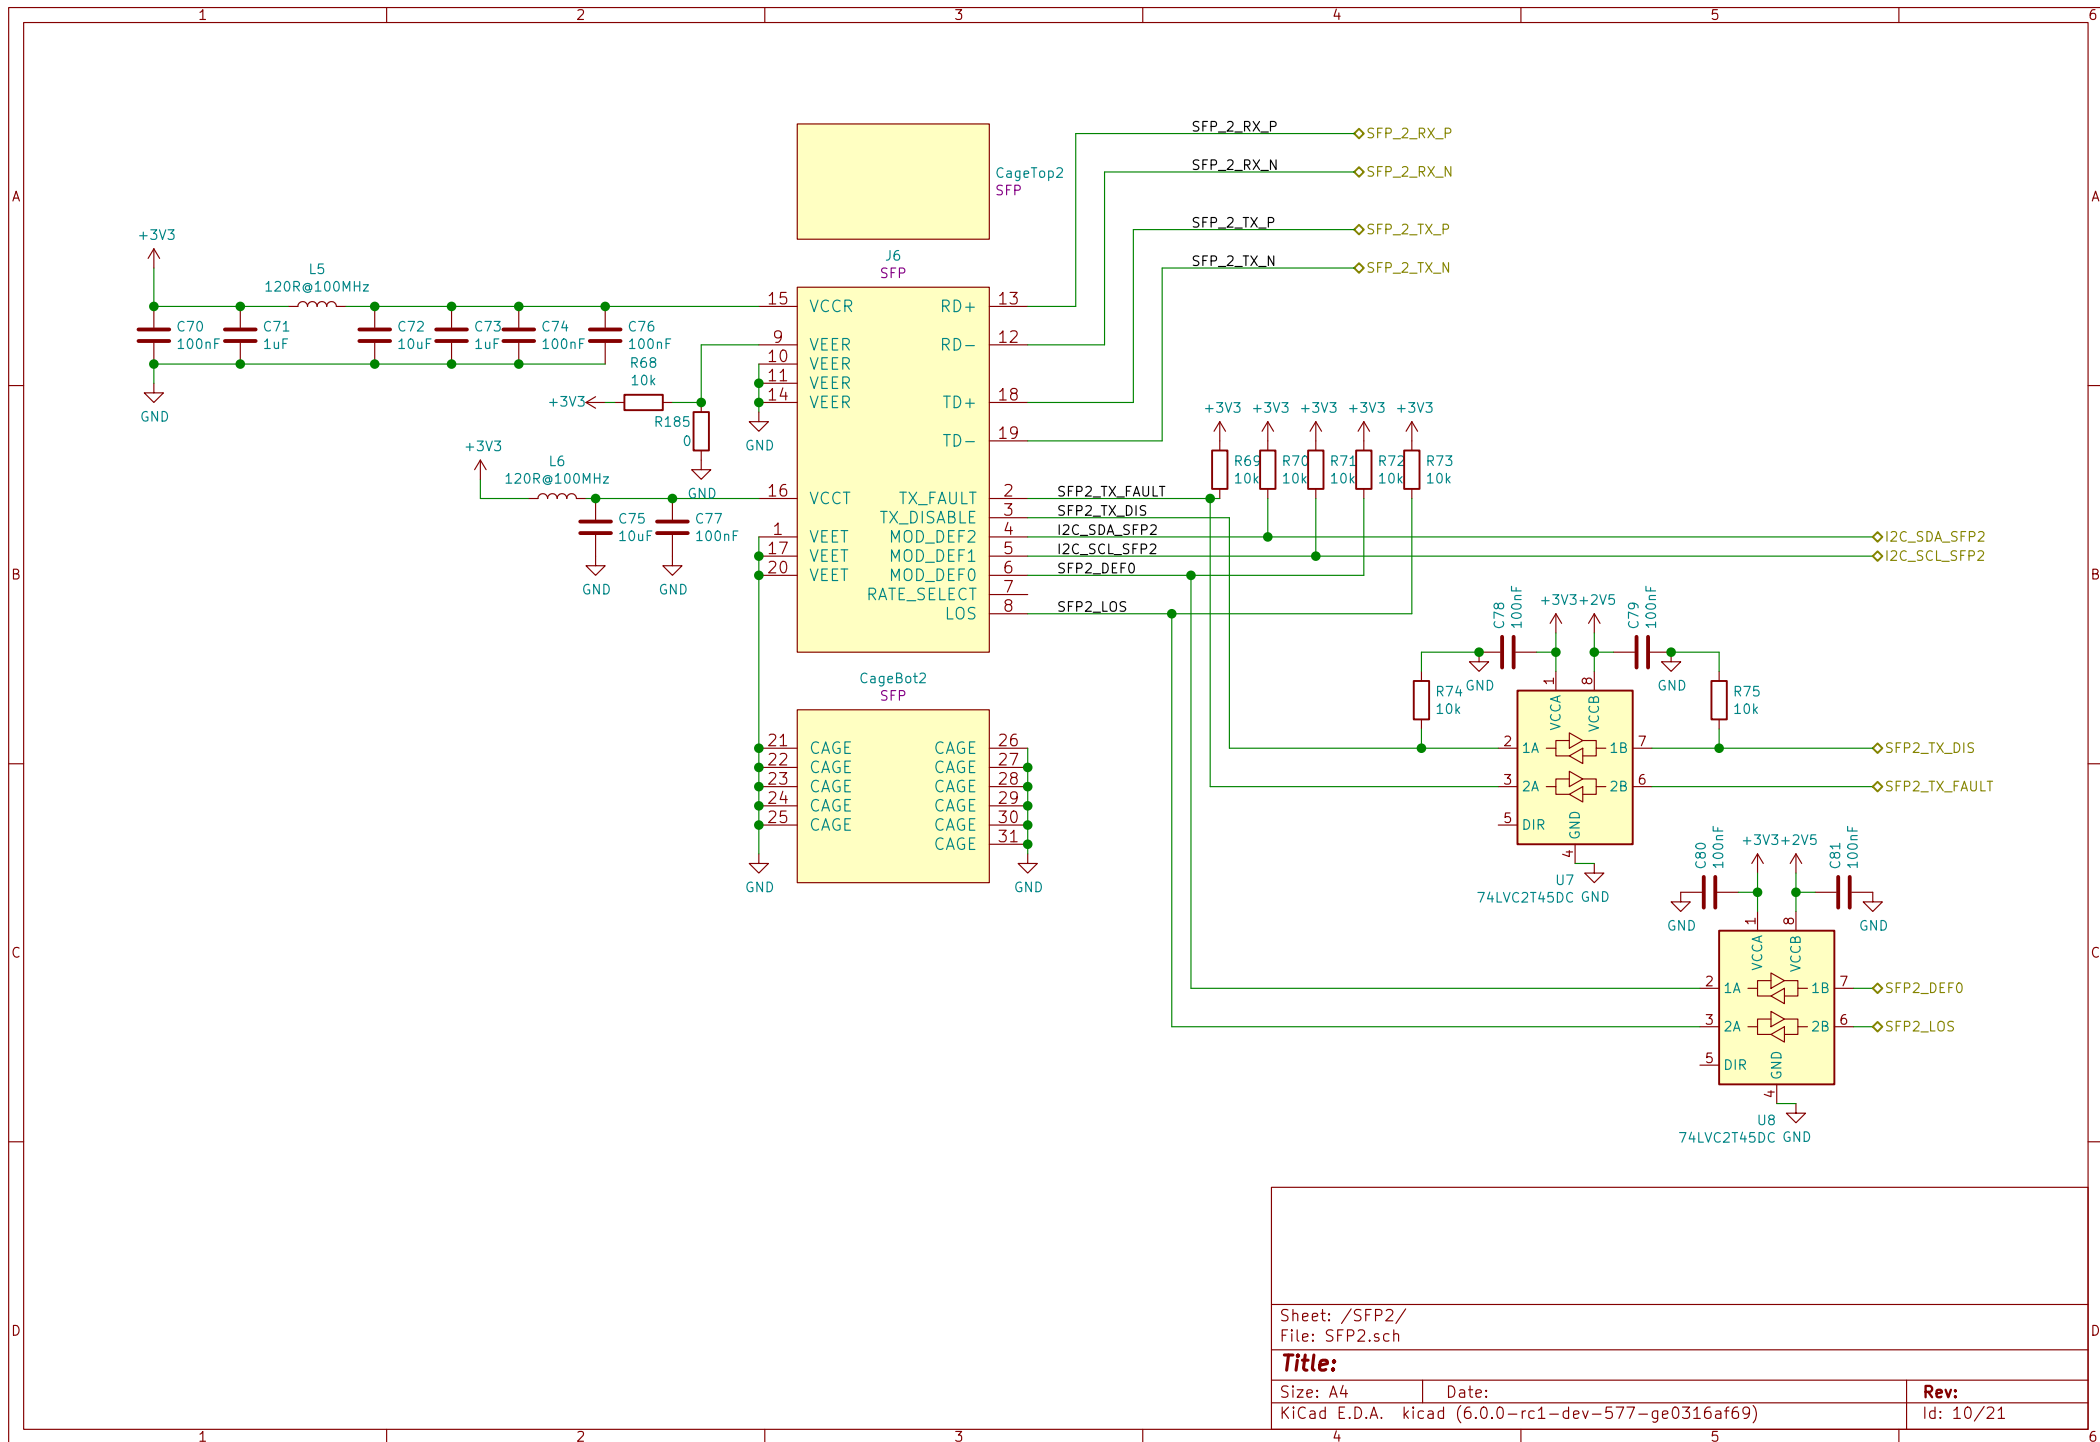 1 2 3 4 5 6
A A
B B
C C
D D
1 2 3 4 5 6
SFP_2_RX_P SFP_2_RX_P
SFP_2_RX_N SFP_2_RX_N
SFP_2_TX_P SFP_2_TX_P
SFP_2_TX_N SFP_2_TX_N
CageTop2
SFP
J6
SFP
15 VCCR
9 VEER
10 VEER
11 VEER
14 VEER
16 VCCT
1 VEET
17 VEET
20 VEET
RD+ 13
RD- 12
TD+ 18
TD- 19
TX_FAULT 2
TX_DISABLE 3
MOD_DEF2 4
MOD_DEF1 5
MOD_DEF0 6
RATE_SELECT 7
LOS 8
+3V3
L5
120R@100MHz
C70
100nF
C71
1uF
C72
10uF
C73
1uF
C74
100nF
C76
100nF
GND
R68
10k
+3V3
R185
0
GND
GND
+3V3
L6
120R@100MHz
C75
10uF
C77
100nF
GND GND
+3V3 +3V3 +3V3 +3V3 +3V3
R69
10k
R70
10k
R71
10k
R72
10k
R73
10k
SFP2_TX_FAULT
SFP2_TX_DIS
I2C_SDA_SFP2 I2C_SDA_SFP2
I2C_SCL_SFP2 I2C_SCL_SFP2
SFP2_DEF0
SFP2_LOS
CageBot2
SFP
21 CAGE
22 CAGE
23 CAGE
24 CAGE
25 CAGE
CAGE 26
CAGE 27
CAGE 28
CAGE 29
CAGE 30
CAGE 31
GND GND
C78
100nF
+3V3 +2V5
C79
100nF
GND GND
R74
10k
R75
10k
1 VCCA
8 VCCB
2 1A 1B 7
3 2A 2B 6
5 DIR
GND 4
U7
74LVC2T45DC GND
SFP2_TX_DIS
SFP2_TX_FAULT
C80
100nF
+3V3 +2V5
C81
100nF
GND GND
1 VCCA
8 VCCB
2 1A 1B 7
3 2A 2B 6
5 DIR
GND 4
U8
74LVC2T45DC GND
SFP2_DEF0
SFP2_LOS
Sheet: /SFP2/
File: SFP2.sch
Title:
Size: A4 Date: Rev:
KiCad E.D.A. kicad (6.0.0-rc1-dev-577-ge0316af69) Id: 10/21